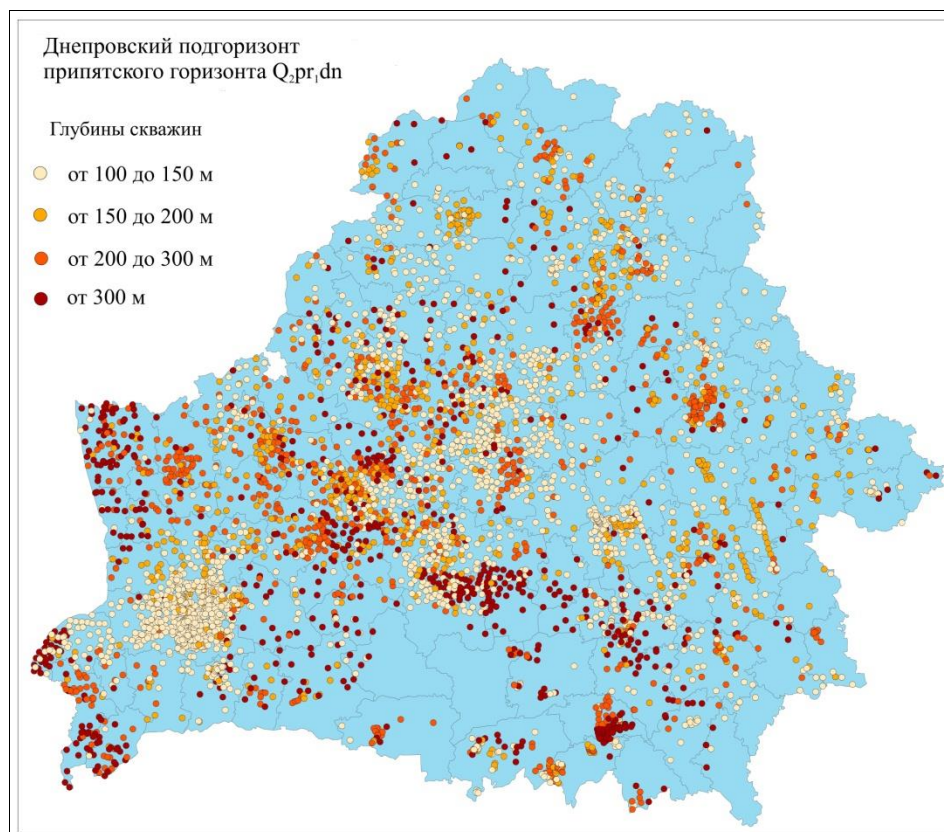 Днепровский подгоризонт
припятского горизонта Q₂pr₁dn
Глубины скважин
от 100 до 150 м
от 150 до 200 м
от 200 до 300 м
от 300 м